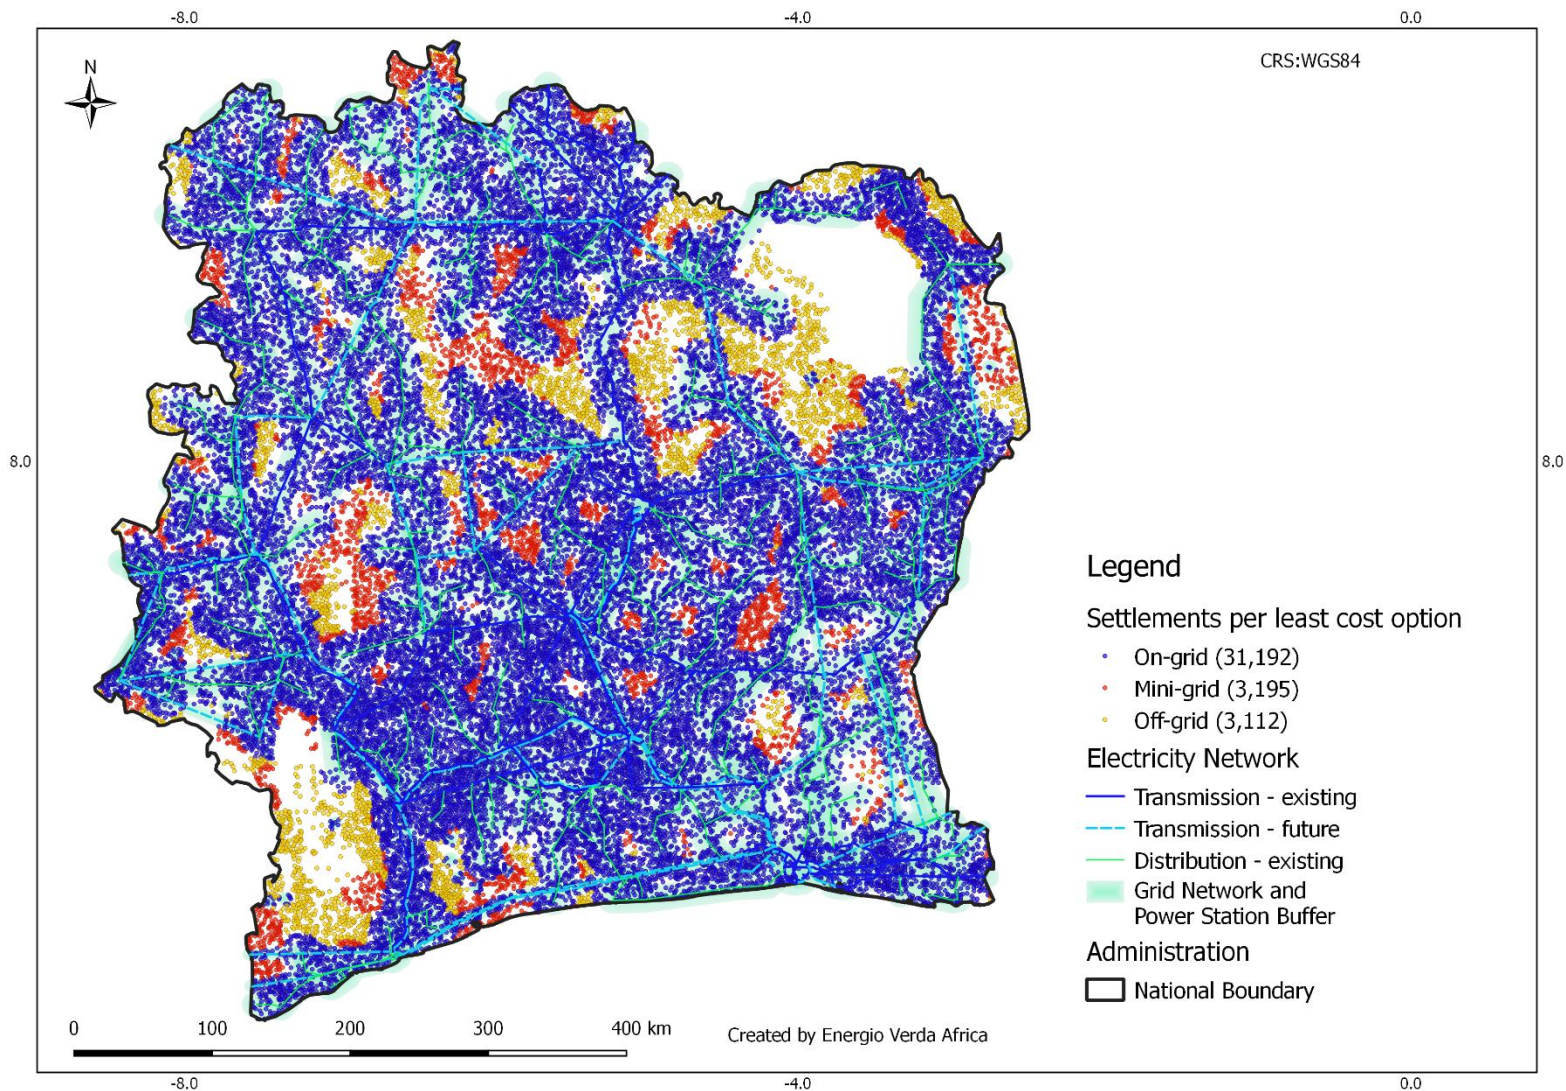 -8.0
-4.0
0.0
CRS:WGS84
N
8.0
8.0
Legend
Settlements per least cost option
On-grid (31,192)
Mini-grid (3,195)
Off-grid (3,112)
Electricity Network
Transmission - existing
Transmission - future
Distribution - existing
Grid Network and
Power Station Buffer
Administration
National Boundary
0
100
200
300
400 km
Created by Energio Verda Africa
-8.0
-4.0
0.0